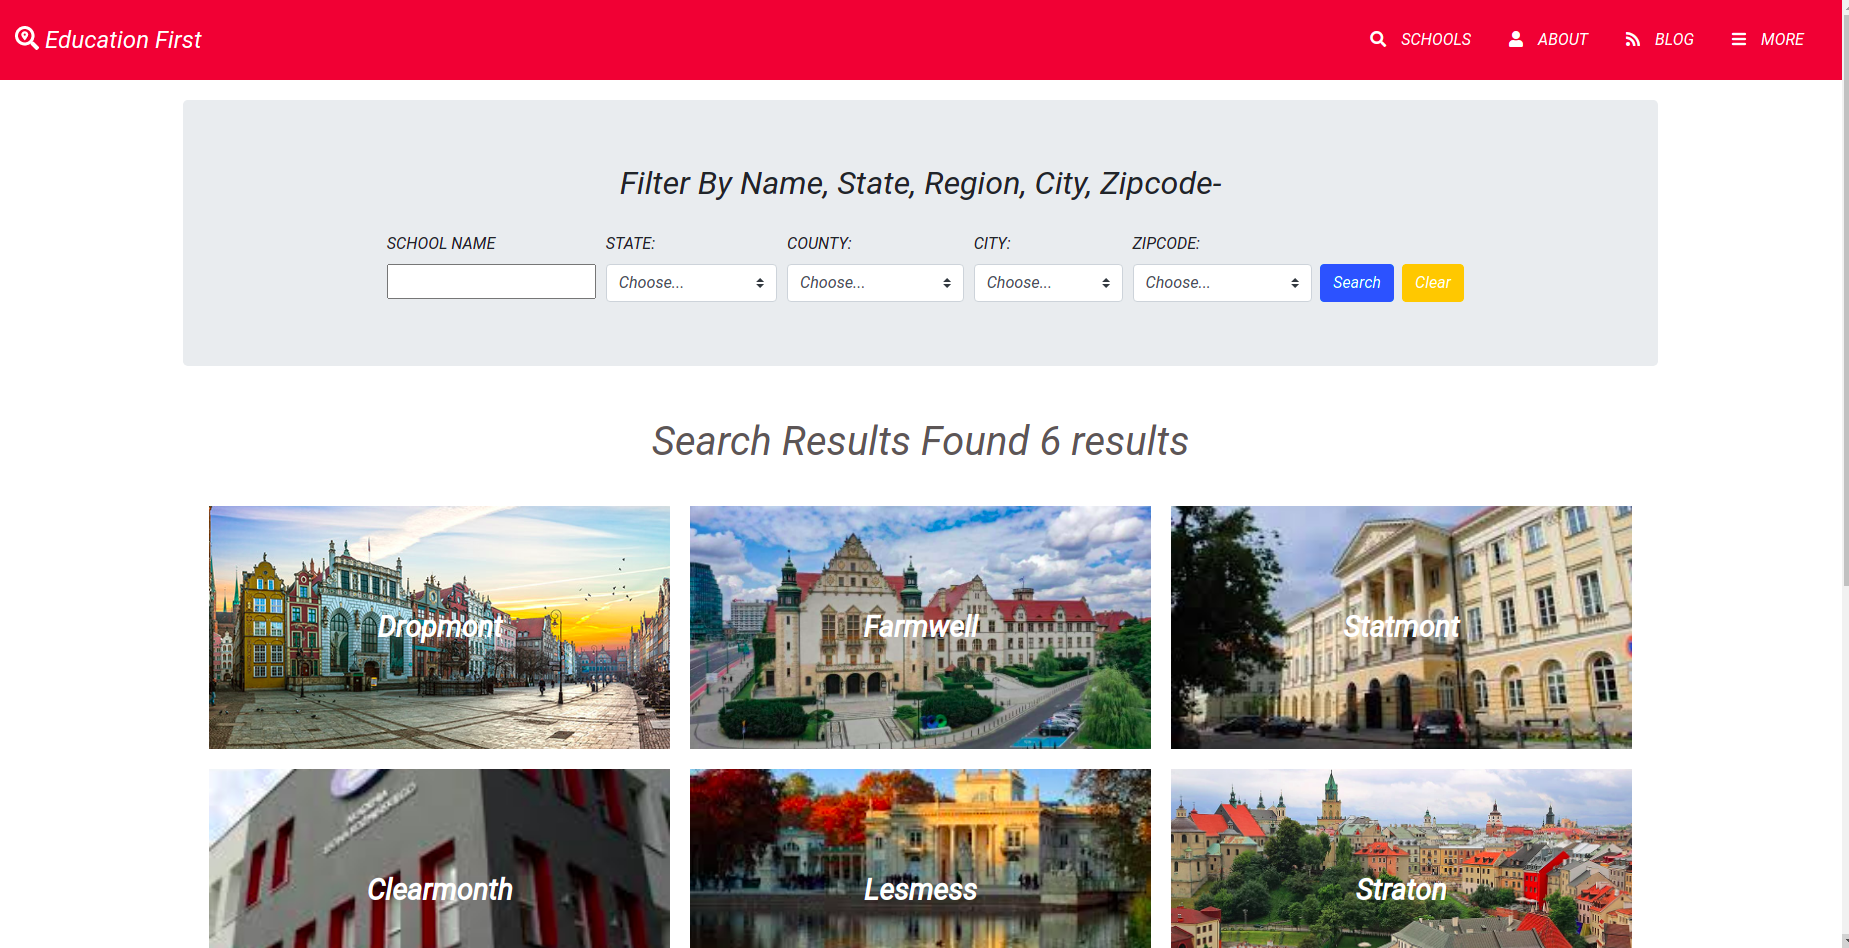 Education First
SCHOOLS ABOUT BLOG MORE
Filter By Name, State, Region, City, Zipcode-
SCHOOL NAME STATE: COUNTY: CITY: ZIPCODE:
Choose... Choose... Choose... Choose... Search Clear
Search Results Found 6 results
Dropmont Farmwell Statmont
Clearmonth Lesmess Straton